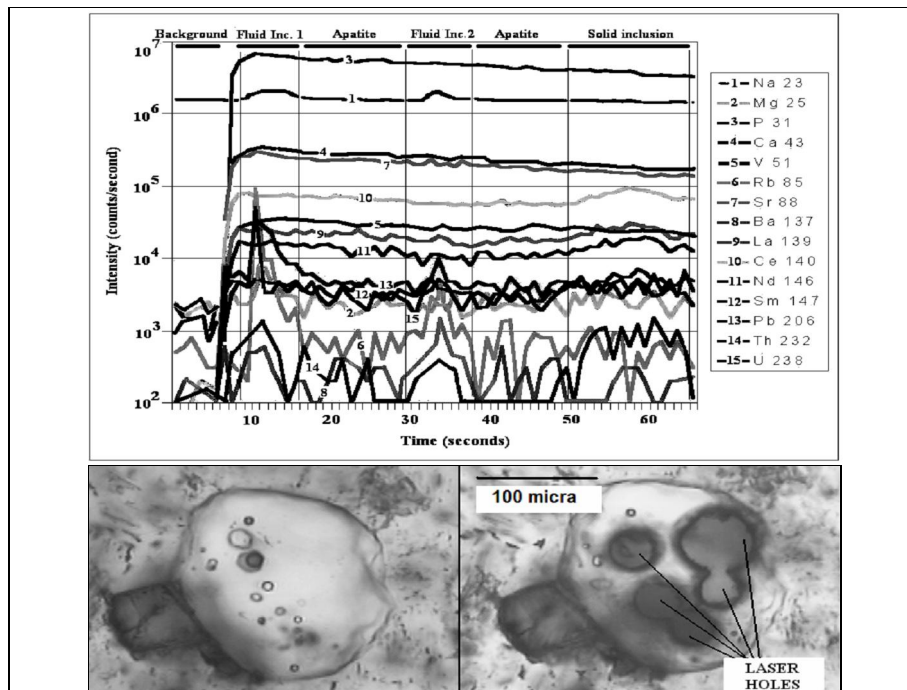 Background Fluid Inc. 1 Apatite Fluid Inc.2 Apatite Solid inclusion
10^7
10^6
10^5
10^4
10^3
10^2
Intensity (counts/second)
3
1
4
7
10
5
9
11
13
12
2
15
6
14
8
10 20 30 40 50 60
Time (seconds)
1 Na 23
2 Mg 25
3 P 31
4 Ca 43
5 V 51
6 Rb 85
7 Sr 88
8 Ba 137
9 La 139
10 Ce 140
11 Nd 146
12 Sm 147
13 Pb 206
14 Th 232
15 U 238
100 micra
LASER
HOLES